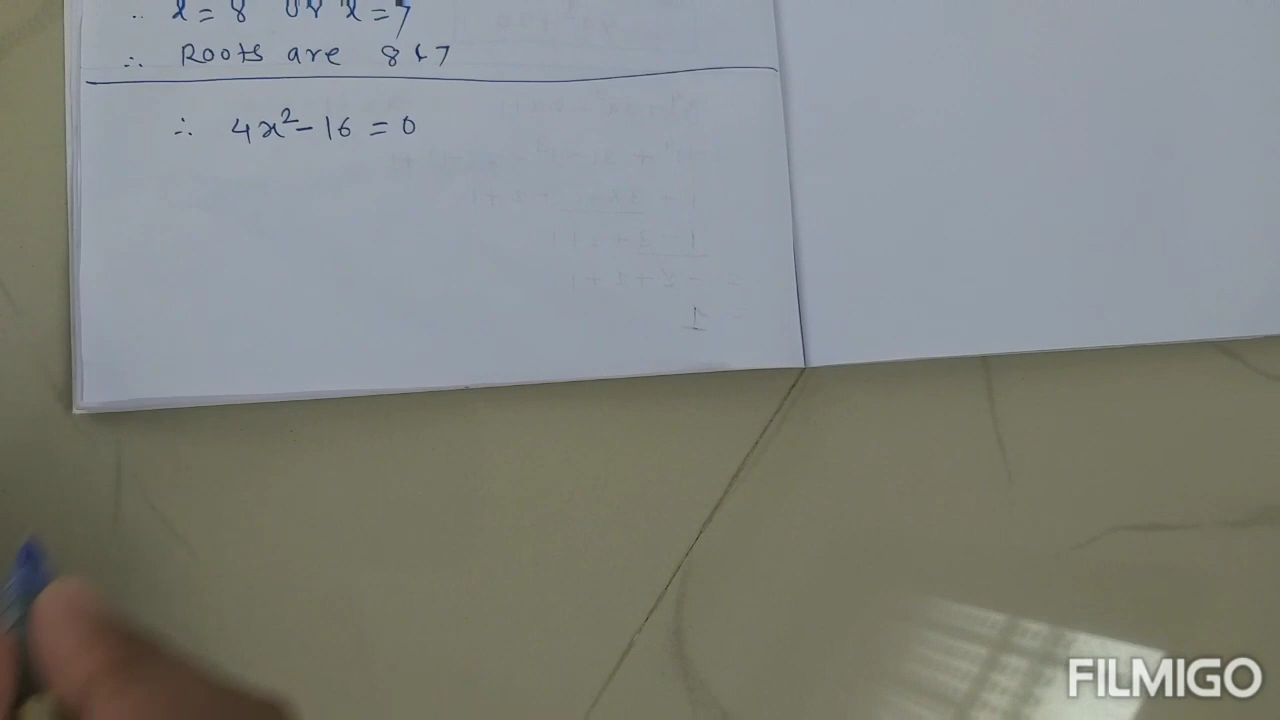 ∴ x = 8 or x = 7
∴ Roots are 8 & 7
∴ 4x² - 16 = 0
FILMIGO